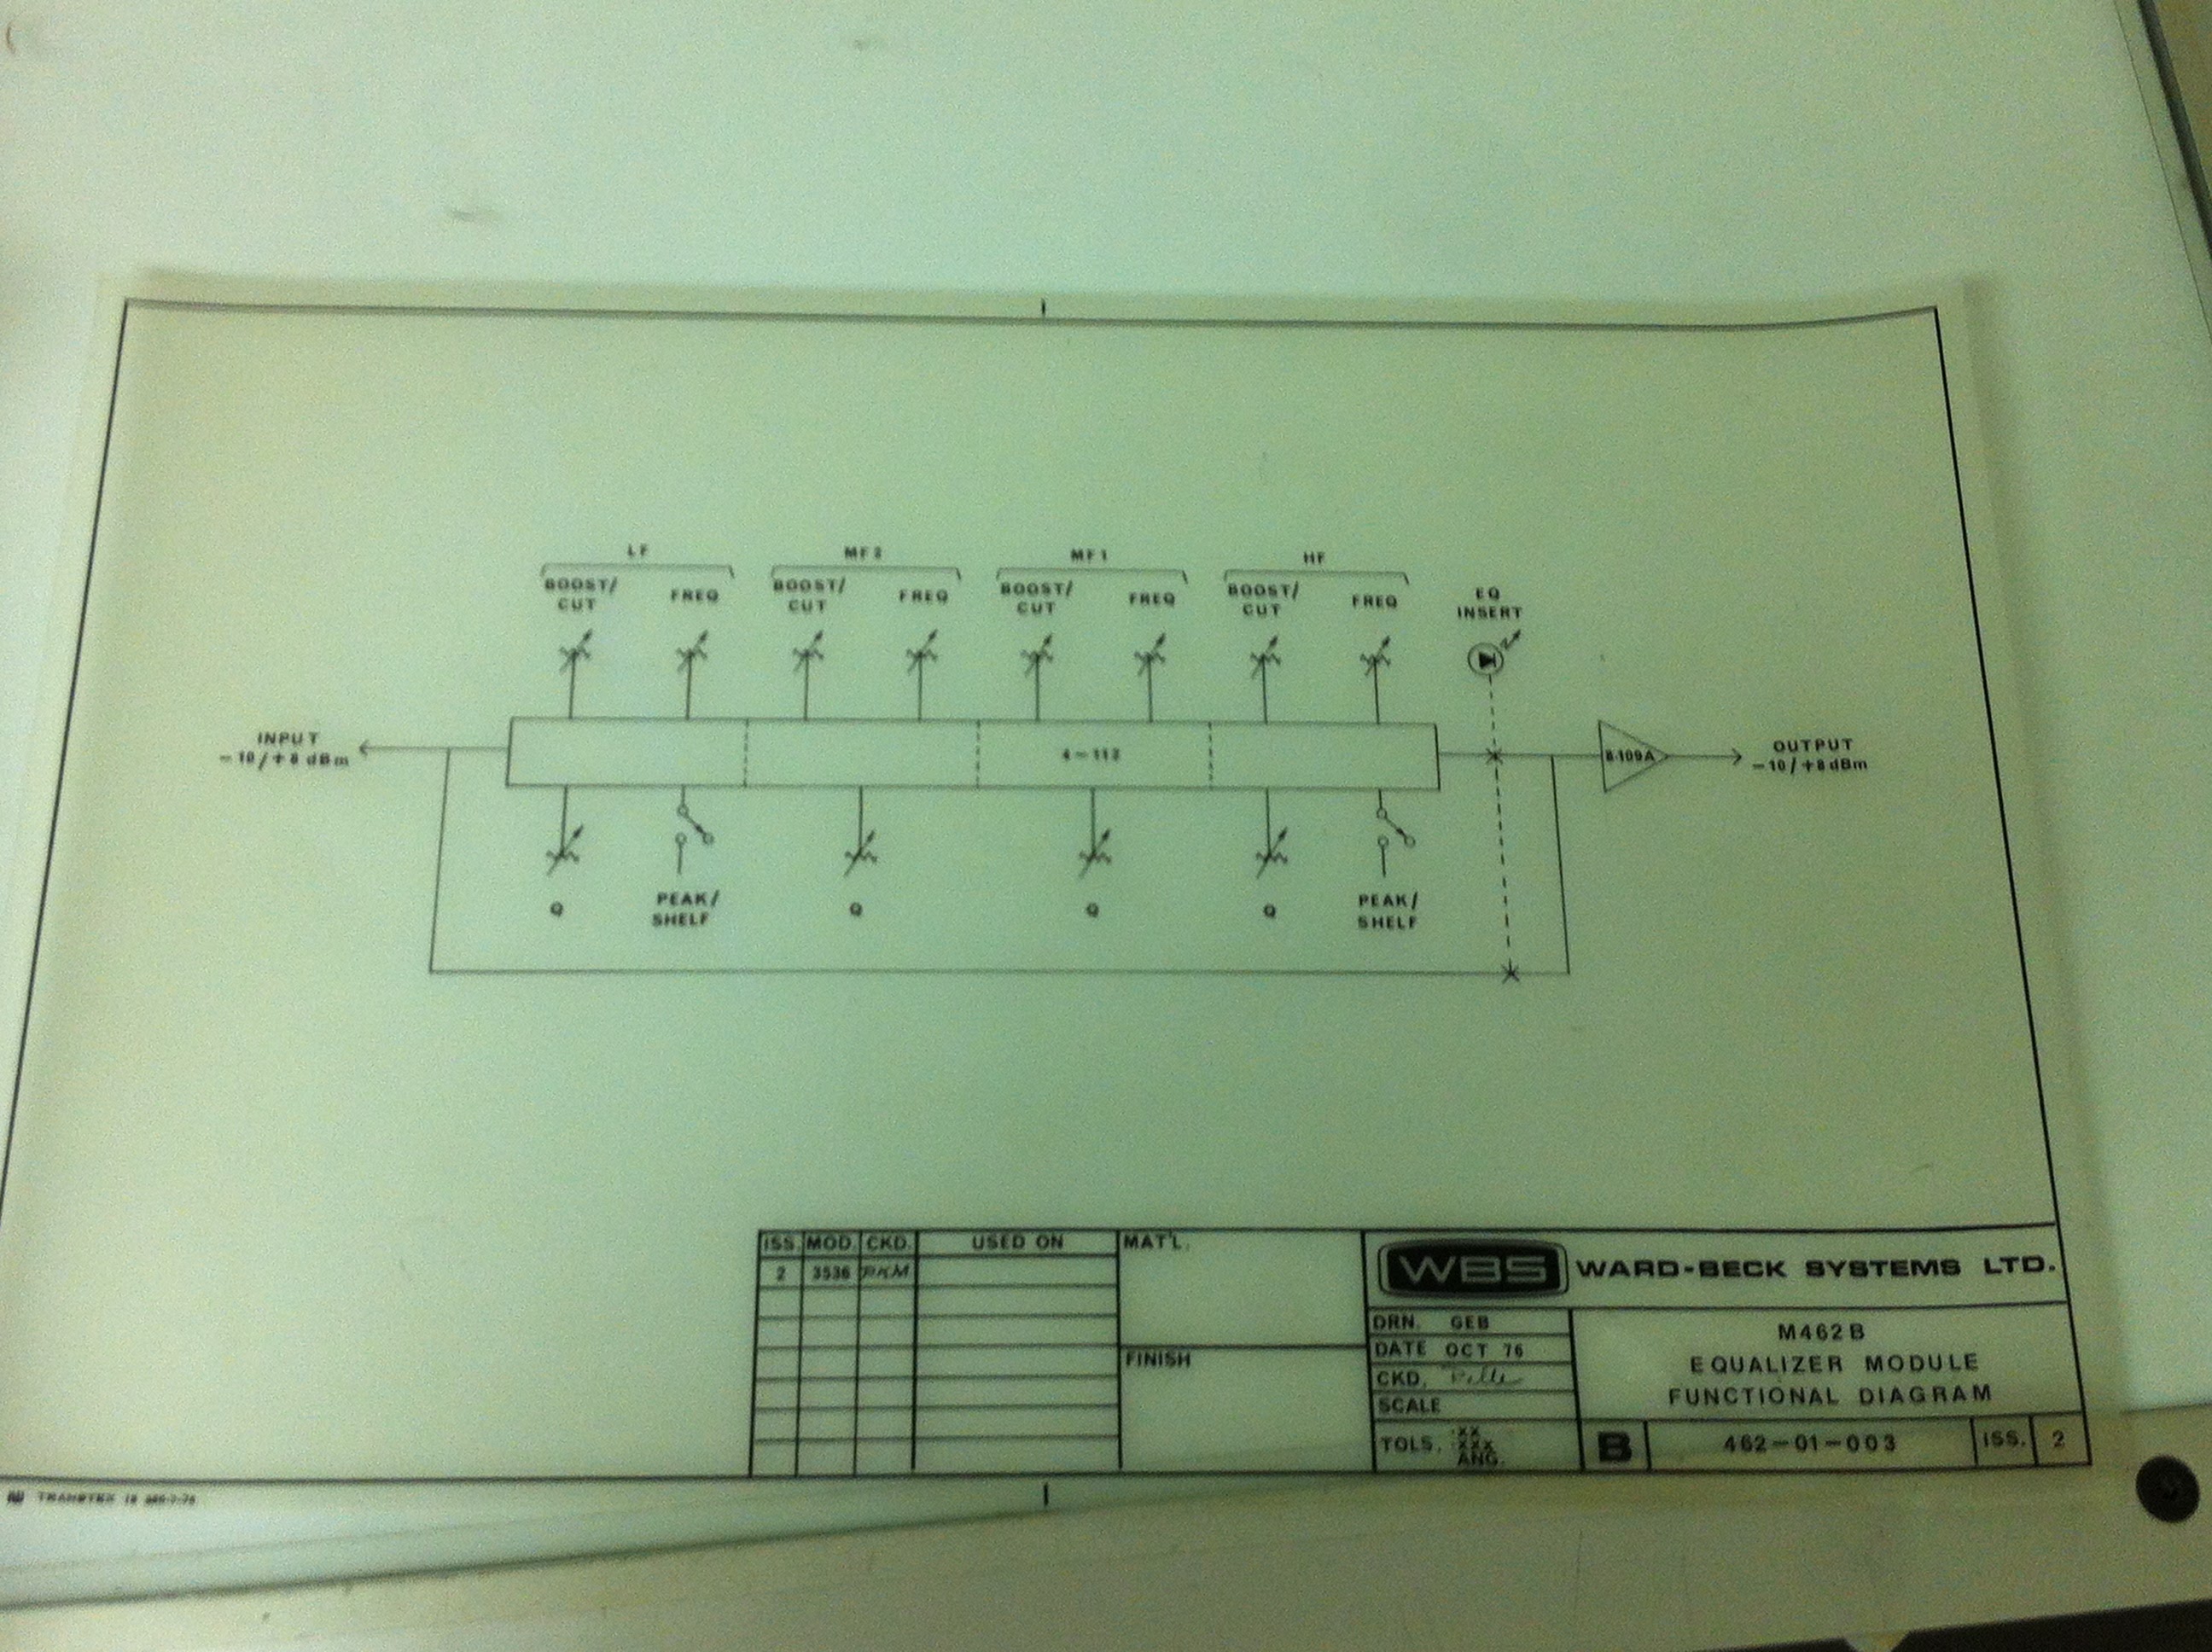 LF
MF2
MF1
HF
BOOST/
CUT
FREQ
BOOST/
CUT
FREQ
BOOST/
CUT
FREQ
BOOST/
CUT
FREQ
EQ
INSERT
INPUT
-10/+8 dBm
4-112
B-109A
OUTPUT
-10/+8 dBm
Q
PEAK/
SHELF
Q
Q
Q
PEAK/
SHELF
ISS. MOD. CKD. USED ON
2 3536
MAT'L.
FINISH
WBS WARD-BECK SYSTEMS LTD.
DRN. GEB
DATE OCT 76
CKD.
SCALE
TOLS. .XX
.XXX
ANG.
M462B
EQUALIZER MODULE
FUNCTIONAL DIAGRAM
B 462-01-003 ISS. 2